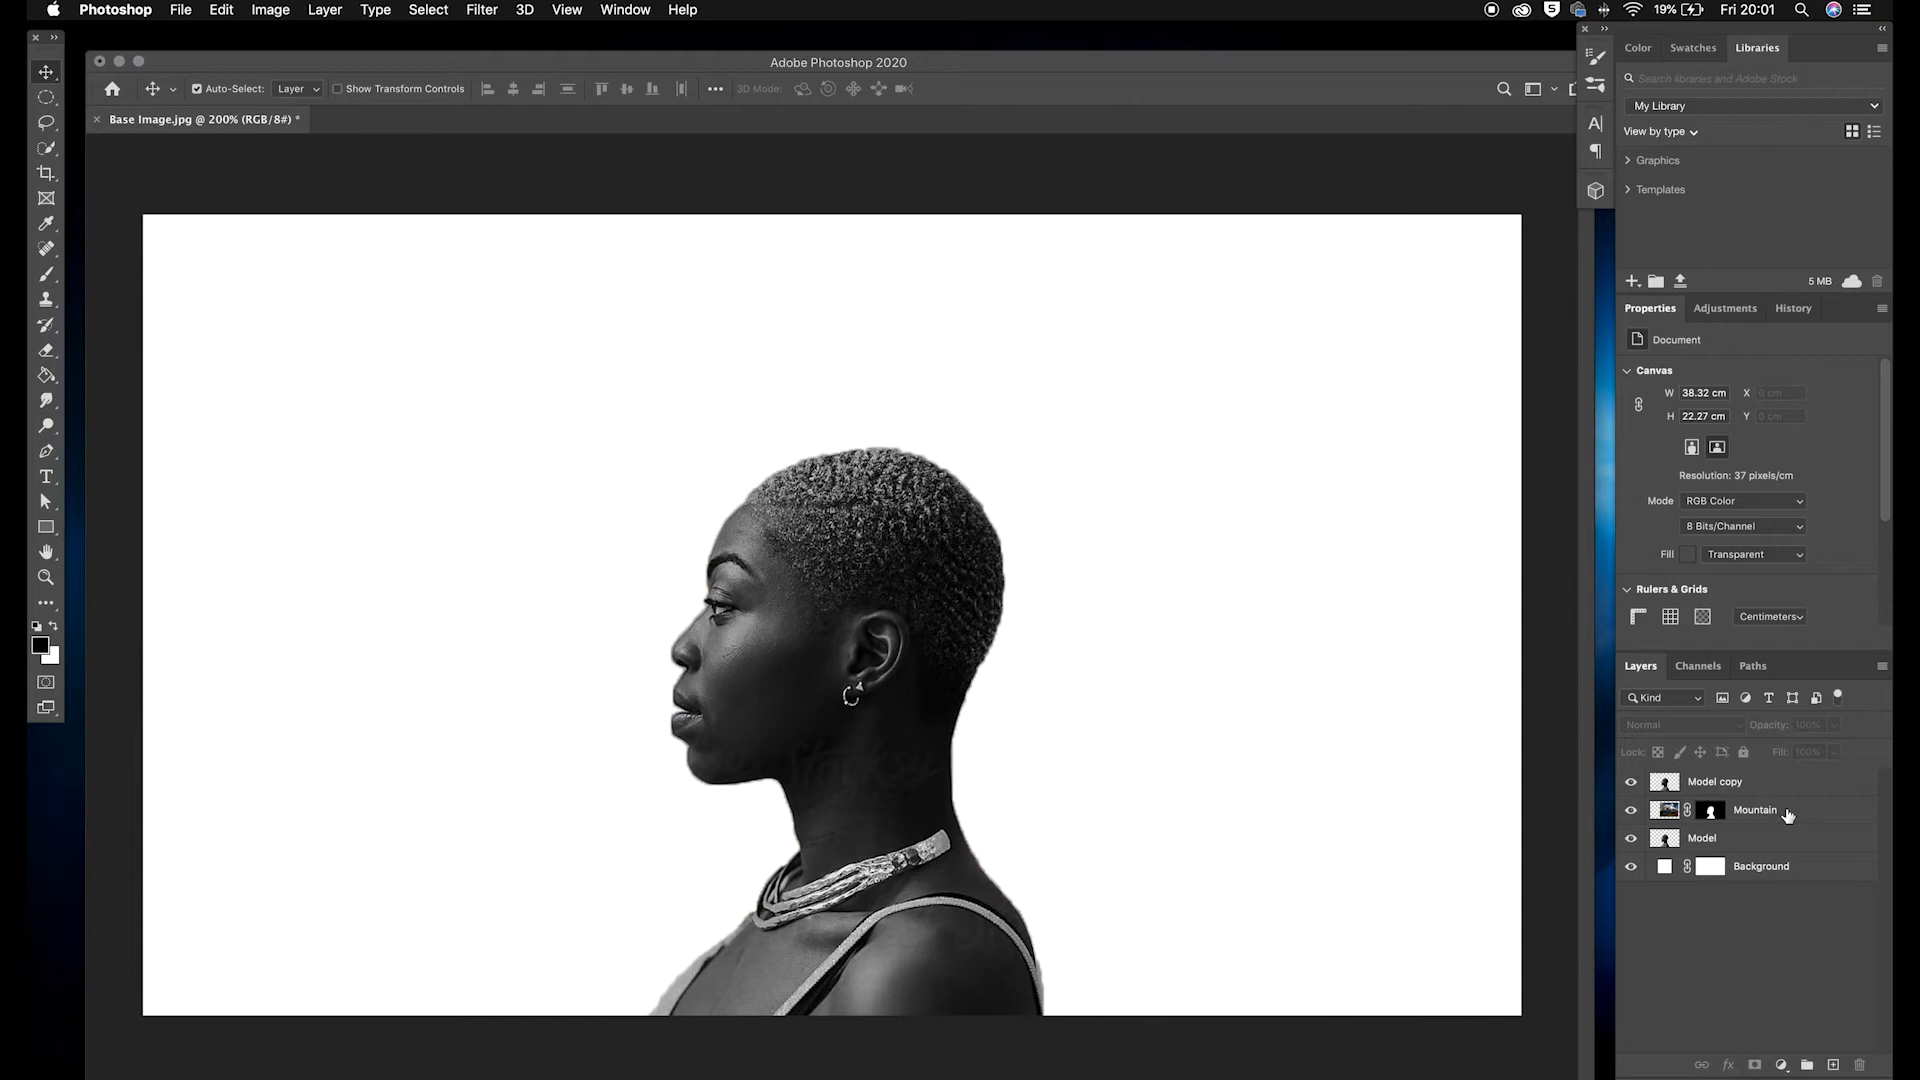 Photoshop File Edit Image Layer Type Select Filter 3D View Window Help
19% Fri 20:01
Adobe Photoshop 2020
Auto-Select: Layer Show Transform Controls 3D Mode:
Base Image.jpg @ 200% (RGB/8#) *
Color Swatches Libraries
Search libraries and Adobe Stock
My Library
View by type
Graphics
Templates
5 MB
Properties Adjustments History
Document
Canvas
W 38.32 cm X 0 cm
H 22.27 cm Y 0 cm
Resolution: 37 pixels/cm
Mode RGB Color
8 Bits/Channel
Fill Transparent
Rulers & Grids
Centimeters
Layers Channels Paths
Kind
Normal Opacity: 100%
Lock: Fill: 100%
Model copy
Mountain
Model
Background